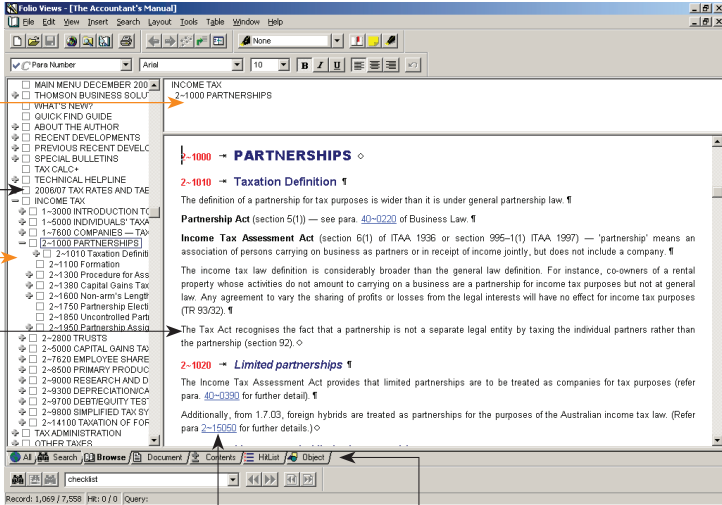 Folio Views - [The Accountant's Manual]
File Edit View Insert Search Layout Tools Table Window Help
None
Para Number Arial 10 B I U
MAIN MENU DECEMBER 200
THOMSON BUSINESS SOLUT
WHAT'S NEW?
QUICK FIND GUIDE
ABOUT THE AUTHOR
RECENT DEVELOPMENTS
PREVIOUS RECENT DEVELC
SPECIAL BULLETINS
TAX CALC+
TECHNICAL HELPLINE
2006/07 TAX RATES AND TAE
INCOME TAX
1~3000 INTRODUCTION TO
1~5000 INDIVIDUALS' TAXA
1~7600 COMPANIES — TAX
2~1000 PARTNERSHIPS
2~1010 Taxation Definiti
2~1100 Formation
2~1300 Procedure for Ass
2~1380 Capital Gains Tax
2~1600 Non-arm's Length
2~1750 Partnership Electi
2~1850 Uncontrolled Parti
2~1950 Partnership Assig
2~2800 TRUSTS
2~5000 CAPITAL GAINS TAX
2~7620 EMPLOYEE SHARE
2~8500 PRIMARY PRODUC
2~9000 RESEARCH AND D
2~9300 DEPRECIATION/CA
2~9700 DEBT/EQUITY TEST
2~9800 SIMPLIFIED TAX SY
2~14100 TAXATION OF FOR
TAX ADMINISTRATION
OTHER TAXES
INCOME TAX
2~1000 PARTNERSHIPS
2~1000 ⇥ PARTNERSHIPS ◇
2~1010 ⇥ Taxation Definition ¶
The definition of a partnership for tax purposes is wider than it is under general partnership law. ¶
Partnership Act (section 5(1)) — see para. 40~0220 of Business Law. ¶
Income Tax Assessment Act (section 6(1) of ITAA 1936 or section 995–1(1) ITAA 1997) — 'partnership' means an
association of persons carrying on business as partners or in receipt of income jointly, but does not include a company. ¶
The income tax law definition is considerably broader than the general law definition. For instance, co-owners of a rental
property whose activities do not amount to carrying on a business are a partnership for income tax purposes but not at general
law. Any agreement to vary the sharing of profits or losses from the legal interests will have no effect for income tax purposes
(TR 93/32). ¶
The Tax Act recognises the fact that a partnership is not a separate legal entity by taxing the individual partners rather than
the partnership (section 92). ◇
2~1020 ⇥ Limited partnerships ¶
The Income Tax Assessment Act provides that limited partnerships are to be treated as companies for tax purposes (refer
para. 40~0390 for further detail). ¶
Additionally, from 1.7.03, foreign hybrids are treated as partnerships for the purposes of the Australian income tax law. (Refer
para 2~15050 for further details.) ◇
All Search Browse Document Contents HitList Object
checklist
Record: 1,069 / 7,558 Hit: 0 / 0 Query: